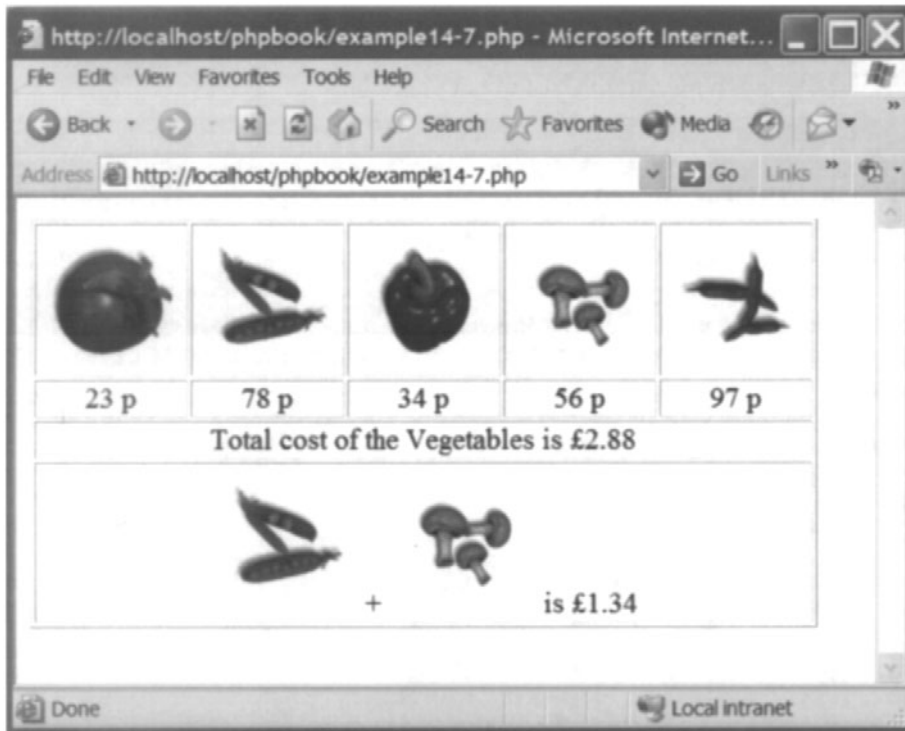 http://localhost/phpbook/example14-7.php - Microsoft Internet...
File Edit View Favorites Tools Help
Back Search Favorites Media »
Address http://localhost/phpbook/example14-7.php Go Links »
23 p 78 p 34 p 56 p 97 p
Total cost of the Vegetables is £2.88
+ is £1.34
Done Local intranet